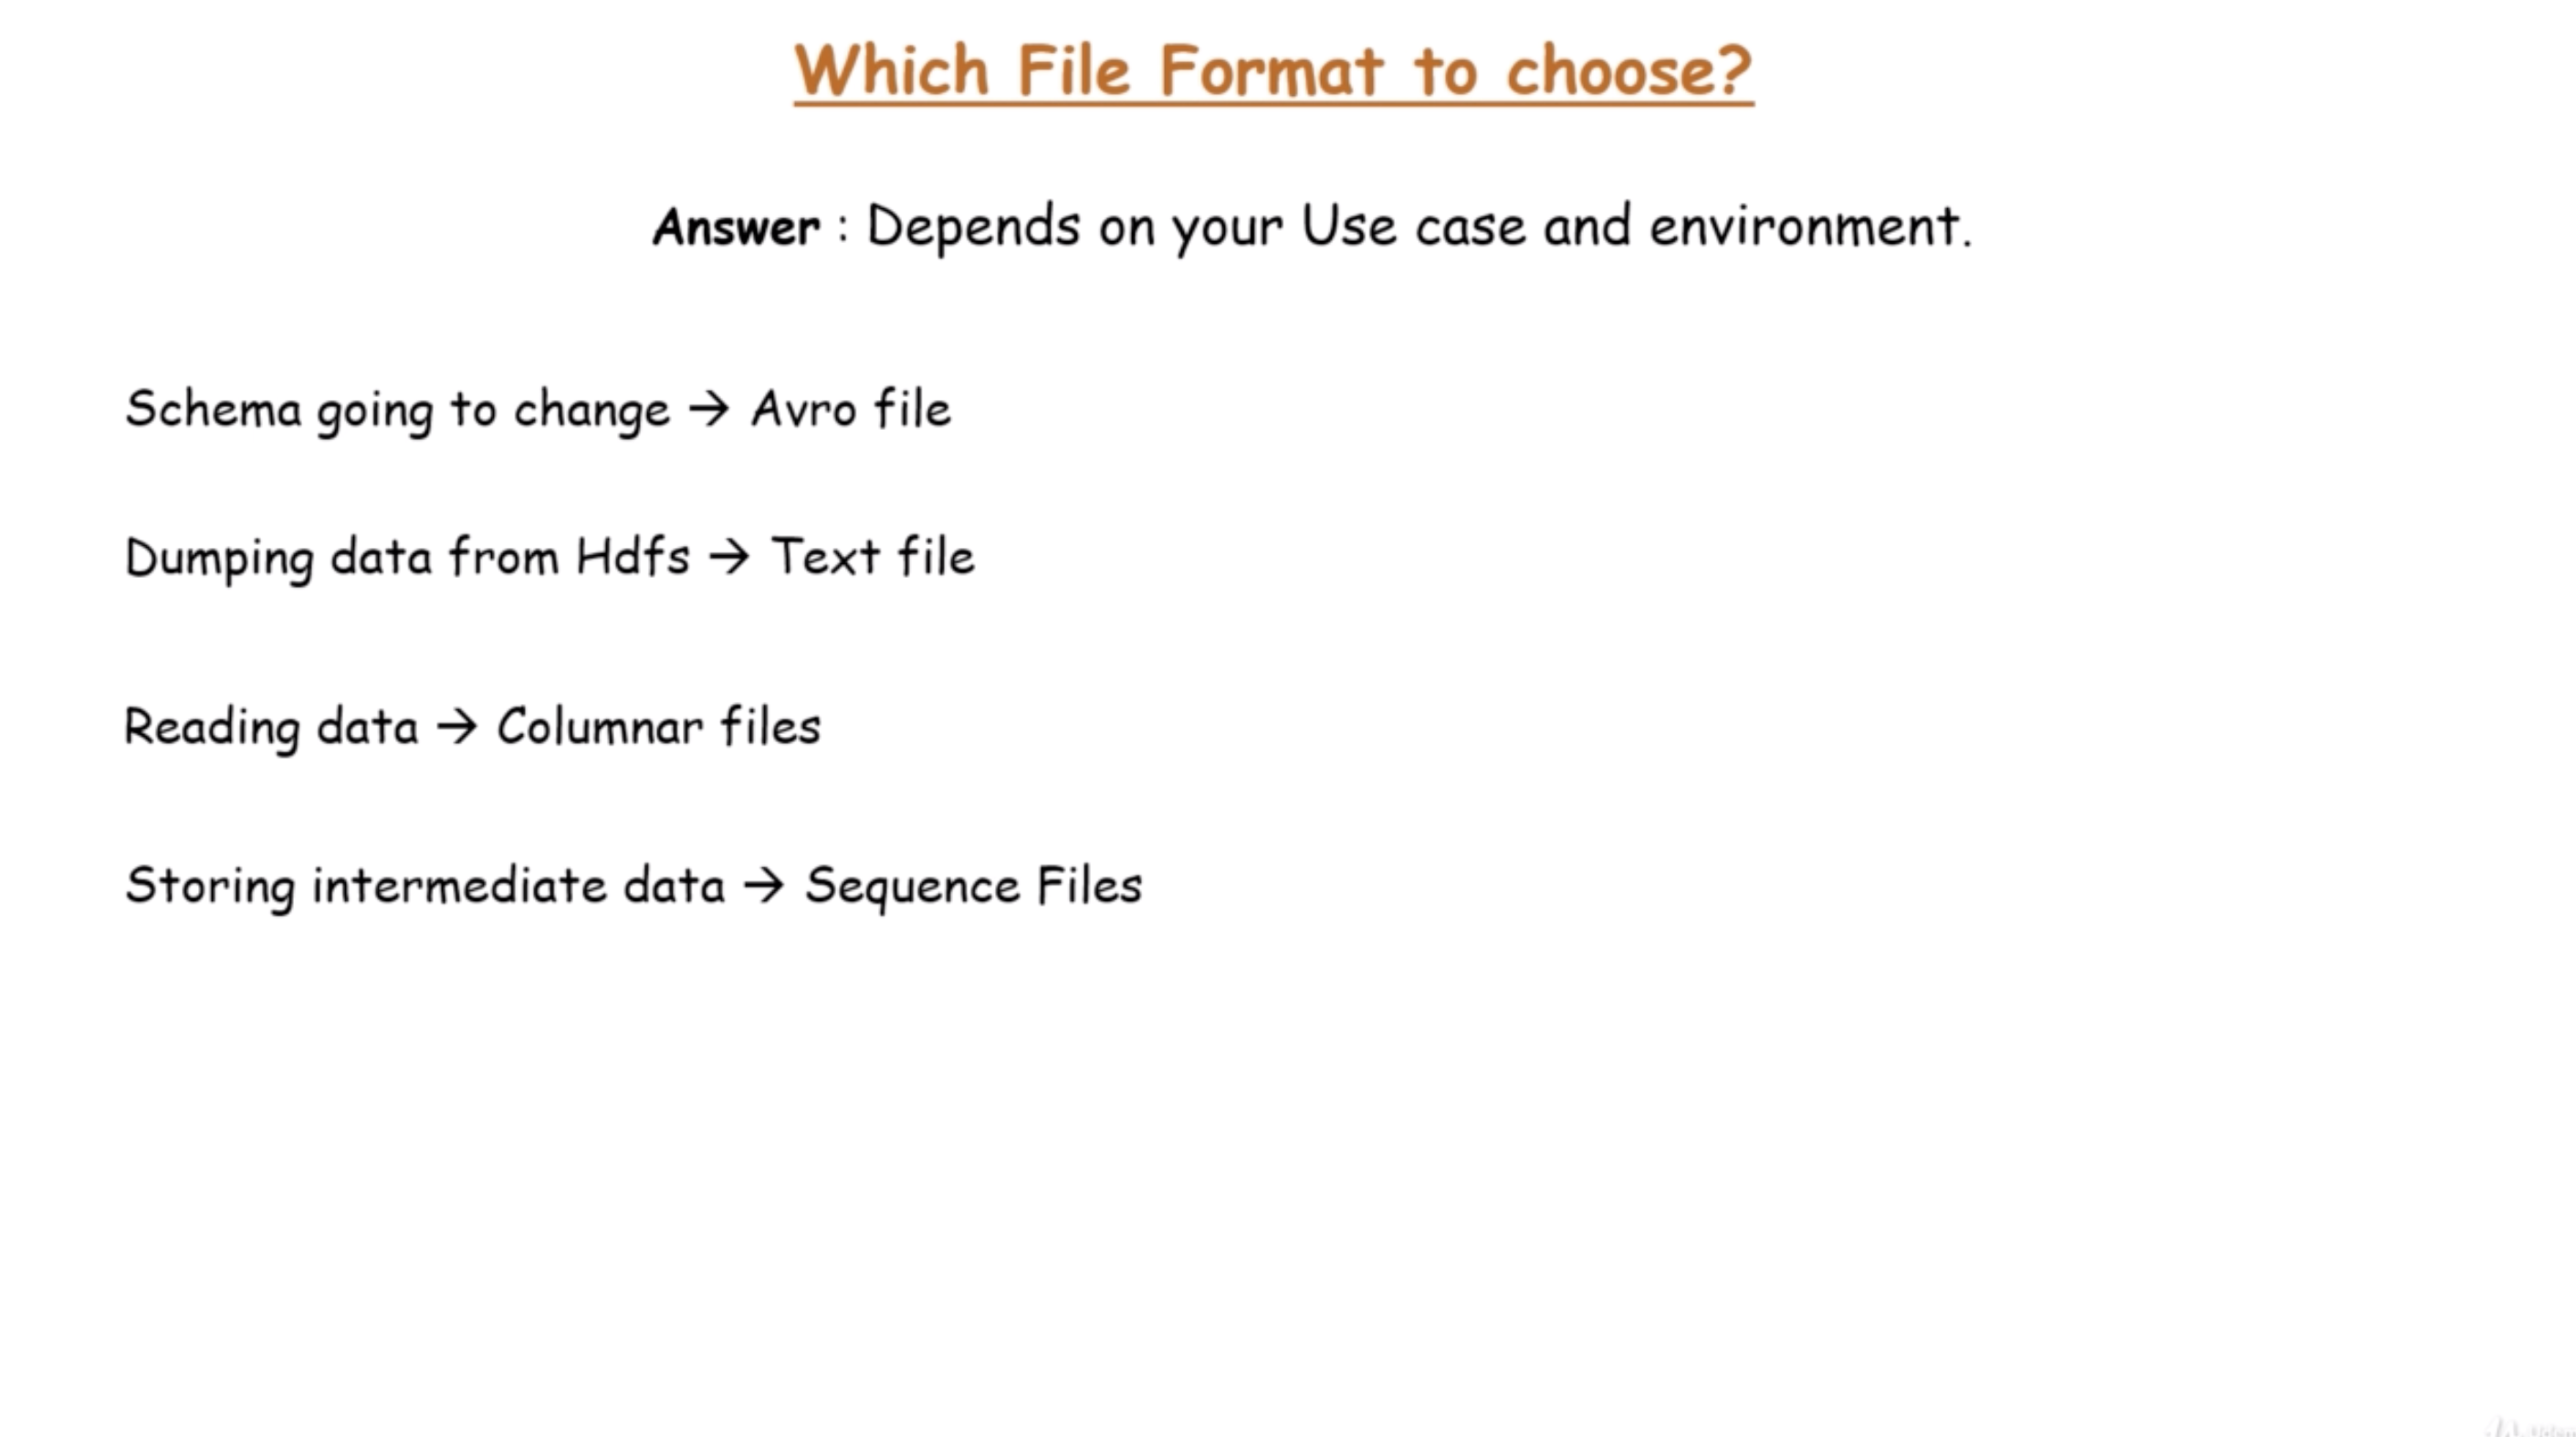 Which File Format to choose?
Answer : Depends on your Use case and environment.
Schema going to change → Avro file
Dumping data from Hdfs → Text file
Reading data → Columnar files
Storing intermediate data → Sequence Files